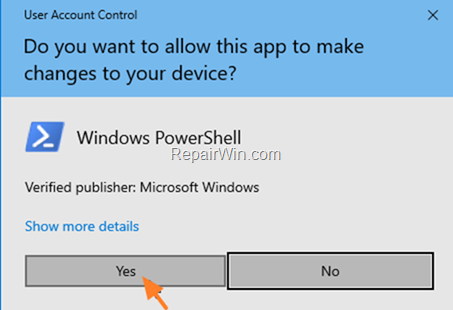 User Account Control
Do you want to allow this app to make
changes to your device?
Windows PowerShell
RepairWin.com
Verified publisher: Microsoft Windows
Show more details
Yes
No